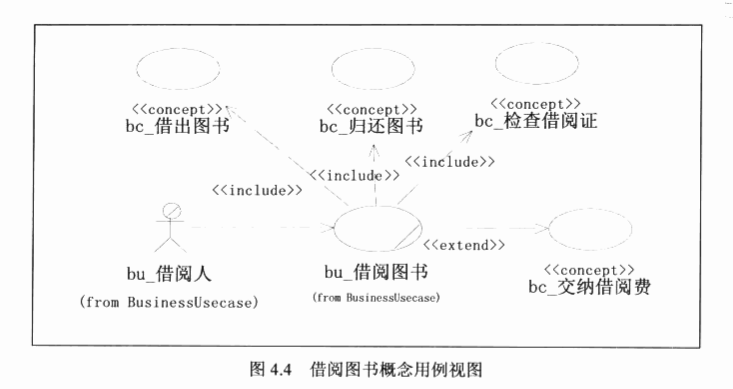 <<concept>>
bc_借出图书
<<concept>>
bc_归还图书
<<concept>>
bc_检查借阅证
<<include>>
<<include>>
<<include>>
<<extend>>
bu_借阅人
(from BusinessUsecase)
bu_借阅图书
(from BusinessUsecase)
<<concept>>
bc_交纳借阅费
图 4.4 借阅图书概念用例视图